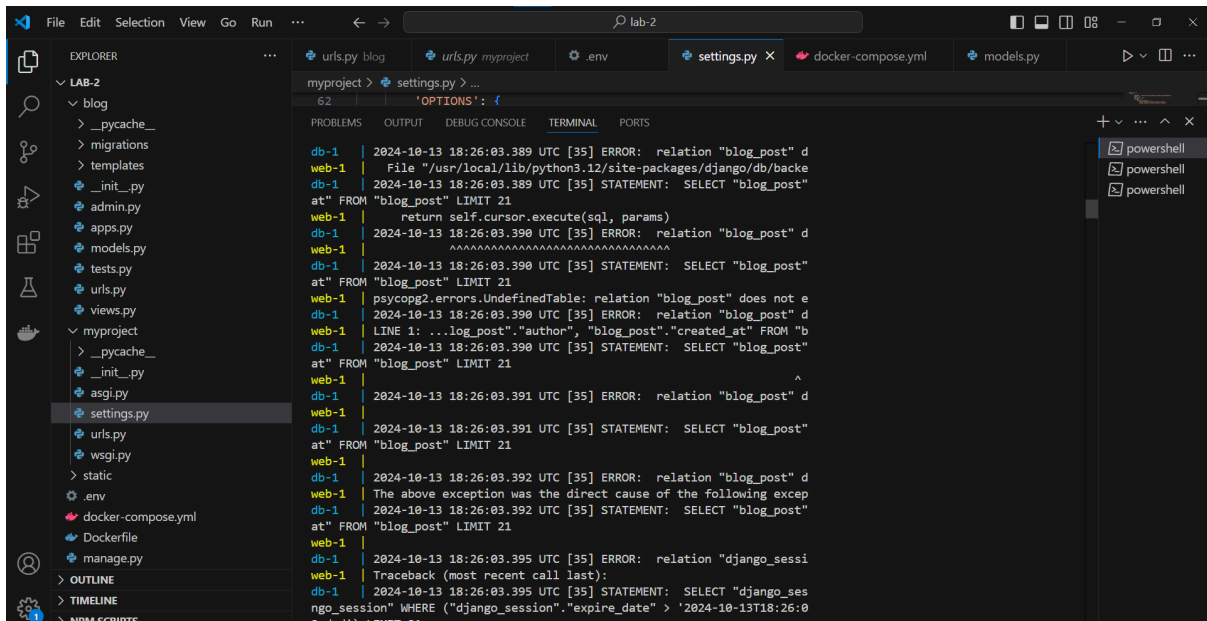 File Edit Selection View Go Run ··· ← → lab-2
EXPLORER ···
LAB-2
blog
__pycache__
migrations
templates
__init__.py
admin.py
apps.py
models.py
tests.py
urls.py
views.py
myproject
__pycache__
__init__.py
asgi.py
settings.py
urls.py
wsgi.py
static
.env
docker-compose.yml
Dockerfile
manage.py
OUTLINE
TIMELINE
NPM SCRIPTS
1
urls.py blog urls.py myproject .env settings.py docker-compose.yml models.py
myproject > settings.py > ...
62 'OPTIONS': {
PROBLEMS OUTPUT DEBUG CONSOLE TERMINAL PORTS
db-1 | 2024-10-13 18:26:03.389 UTC [35] ERROR: relation "blog_post" d
web-1 | File "/usr/local/lib/python3.12/site-packages/django/db/backe
db-1 | 2024-10-13 18:26:03.389 UTC [35] STATEMENT: SELECT "blog_post"
at" FROM "blog_post" LIMIT 21
web-1 | return self.cursor.execute(sql, params)
db-1 | 2024-10-13 18:26:03.390 UTC [35] ERROR: relation "blog_post" d
web-1 | ^^^^^^^^^^^^^^^^^^^^^^^^^^^^^^^^
db-1 | 2024-10-13 18:26:03.390 UTC [35] STATEMENT: SELECT "blog_post"
at" FROM "blog_post" LIMIT 21
web-1 | psycopg2.errors.UndefinedTable: relation "blog_post" does not e
db-1 | 2024-10-13 18:26:03.390 UTC [35] ERROR: relation "blog_post" d
web-1 | LINE 1: ...log_post"."author", "blog_post"."created_at" FROM "b
db-1 | 2024-10-13 18:26:03.390 UTC [35] STATEMENT: SELECT "blog_post"
at" FROM "blog_post" LIMIT 21
web-1 | ^
db-1 | 2024-10-13 18:26:03.391 UTC [35] ERROR: relation "blog_post" d
web-1 |
db-1 | 2024-10-13 18:26:03.391 UTC [35] STATEMENT: SELECT "blog_post"
at" FROM "blog_post" LIMIT 21
web-1 |
db-1 | 2024-10-13 18:26:03.392 UTC [35] ERROR: relation "blog_post" d
web-1 | The above exception was the direct cause of the following excep
db-1 | 2024-10-13 18:26:03.392 UTC [35] STATEMENT: SELECT "blog_post"
at" FROM "blog_post" LIMIT 21
web-1 |
db-1 | 2024-10-13 18:26:03.395 UTC [35] ERROR: relation "django_sessi
web-1 | Traceback (most recent call last):
db-1 | 2024-10-13 18:26:03.395 UTC [35] STATEMENT: SELECT "django_ses
ngo_session" WHERE ("django_session"."expire_date" > '2024-10-13T18:26:0
powershell
powershell
powershell